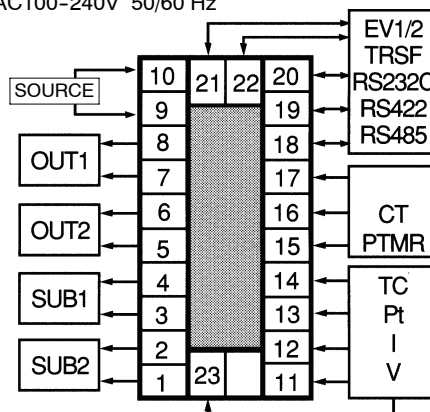 AC100-240V 50/60 Hz
SOURCE
OUT1
OUT2
SUB1
SUB2
10
9
8
7
6
5
4
3
2
1
21 22
23
20
19
18
17
16
15
14
13
12
11
EV1/2
TRSF
RS232C
RS422
RS485
CT
PTMR
TC
Pt
I
V